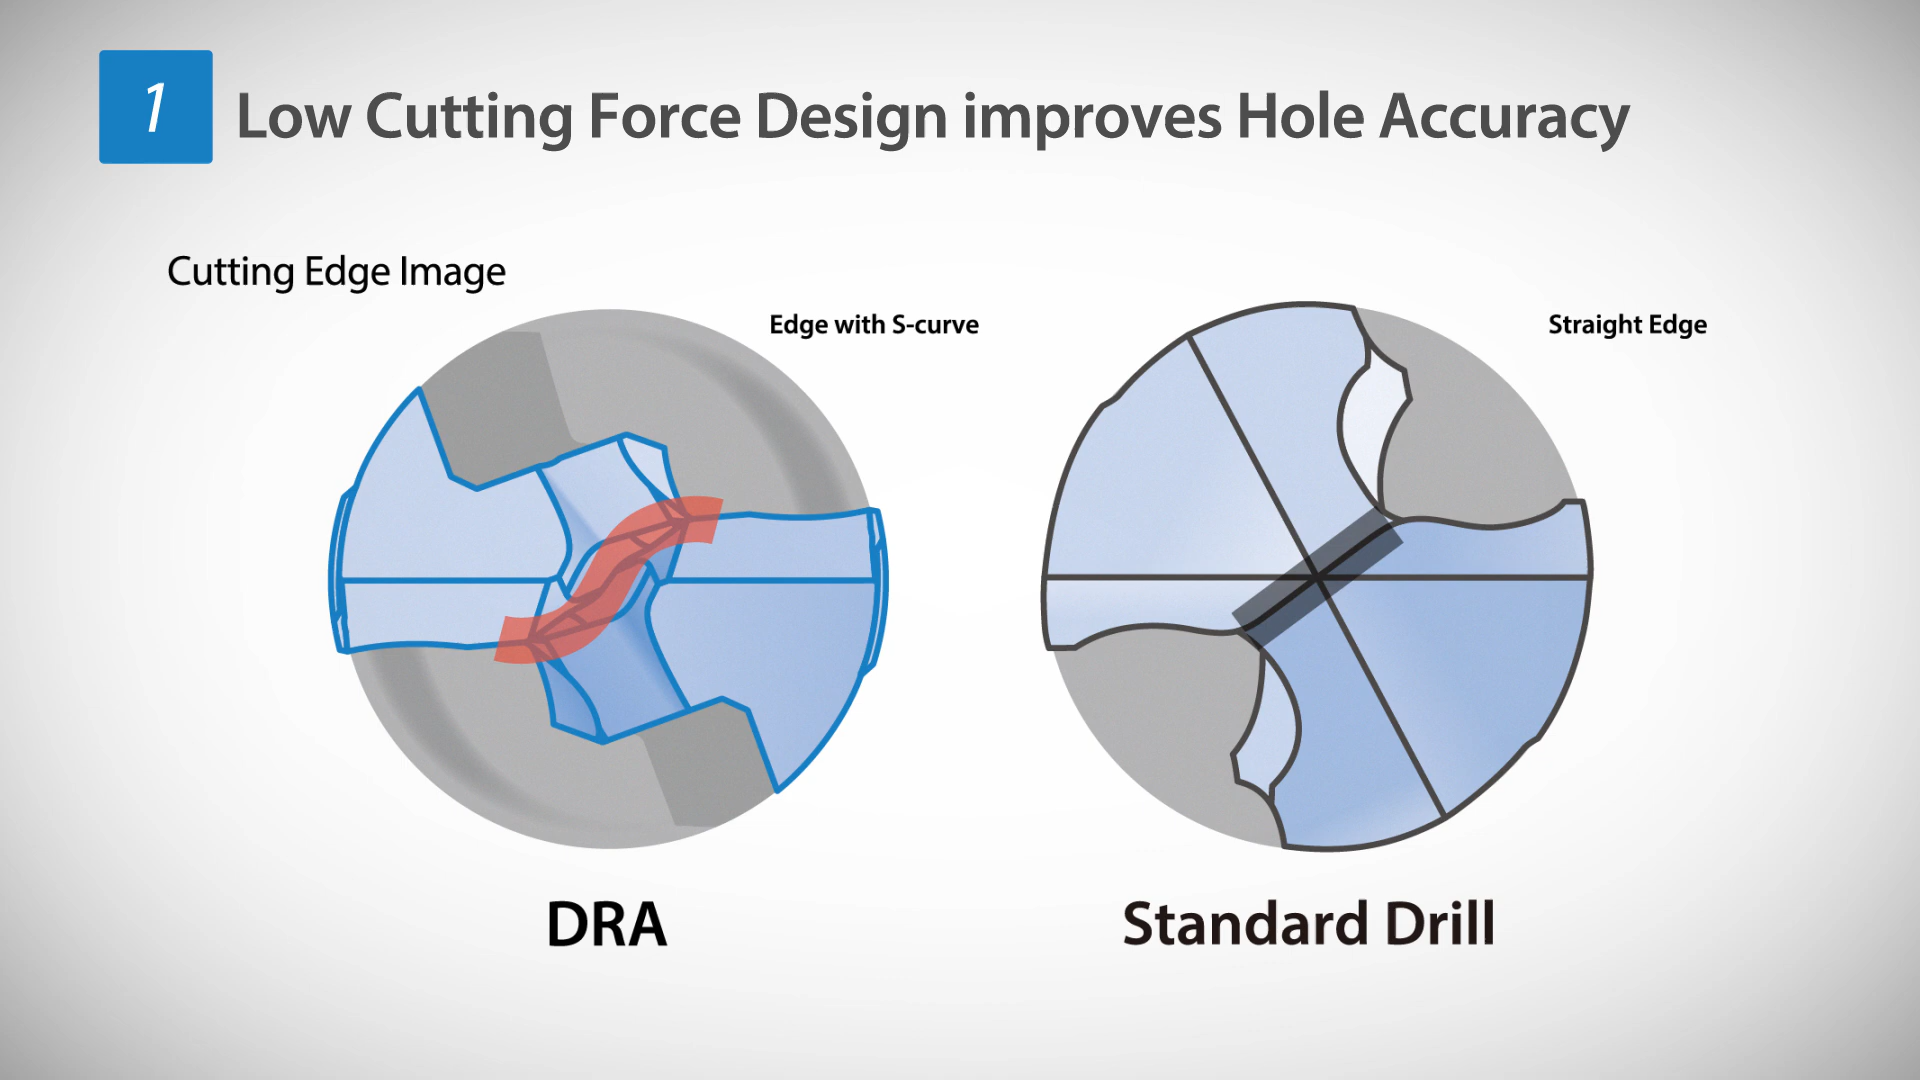 1
Low Cutting Force Design improves Hole Accuracy
Cutting Edge Image
Edge with S-curve
Straight Edge
DRA
Standard Drill